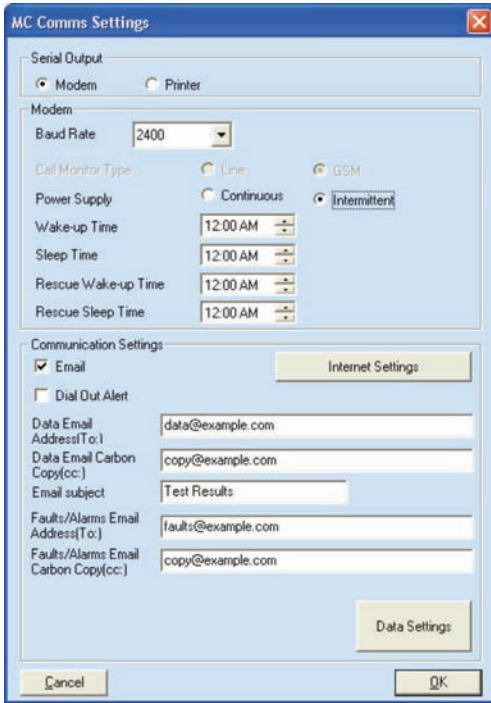 MC Comms Settings
Serial Output
Modem Printer
Modem
Baud Rate 2400
Call Monitor Type Line GSM
Power Supply Continuous Intermittent
Wake-up Time 12:00 AM
Sleep Time 12:00 AM
Rescue Wake-up Time 12:00 AM
Rescue Sleep Time 12:00 AM
Communication Settings
Email Internet Settings
Dial Out Alert
Data Email
Address(To:) data@example.com
Data Email Carbon
Copy(cc:) copy@example.com
Email subject Test Results
Faults/Alarms Email
Address(To:) faults@example.com
Faults/Alarms Email
Carbon Copy(cc:) copy@example.com
Data Settings
Cancel OK